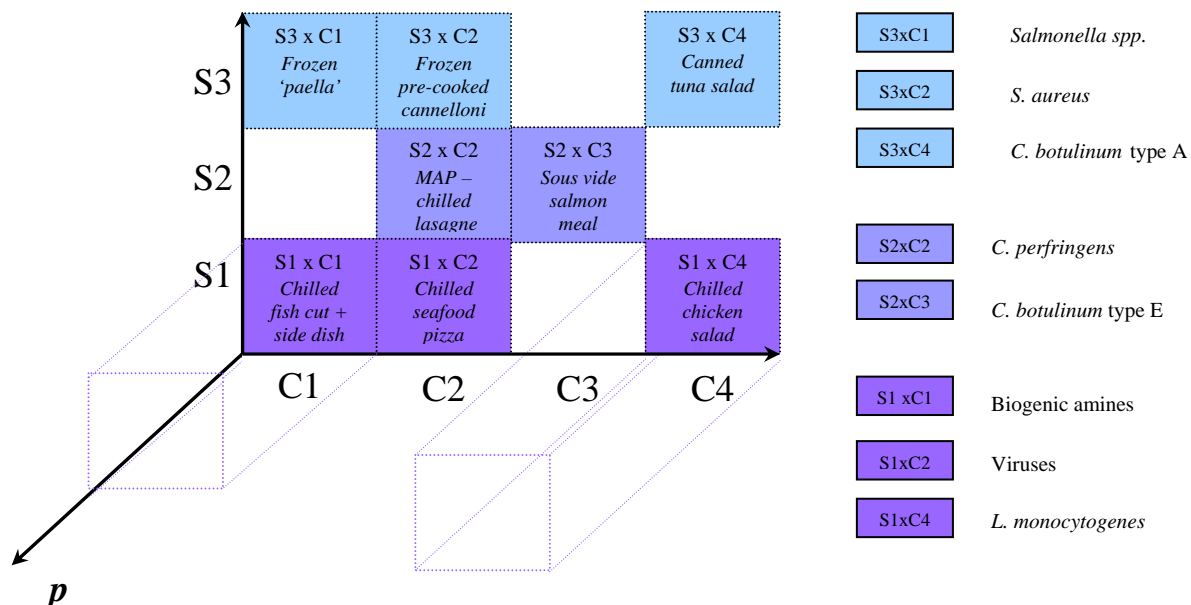 S3 x C1
Frozen
‘paella’
S3 x C2
Frozen
pre-cooked
cannelloni
S3 x C4
Canned
tuna salad
S3
S2 x C2
MAP –
chilled
lasagne
S2 x C3
Sous vide
salmon
meal
S2
S1 x C1
Chilled
fish cut +
side dish
S1 x C2
Chilled
seafood
pizza
S1 x C4
Chilled
chicken
salad
S1
C1
C2
C3
C4
p
S3xC1 Salmonella spp.
S3xC2 S. aureus
S3xC4 C. botulinum type A
S2xC2 C. perfringens
S2xC3 C. botulinum type E
S1 xC1 Biogenic amines
S1xC2 Viruses
S1xC4 L. monocytogenes